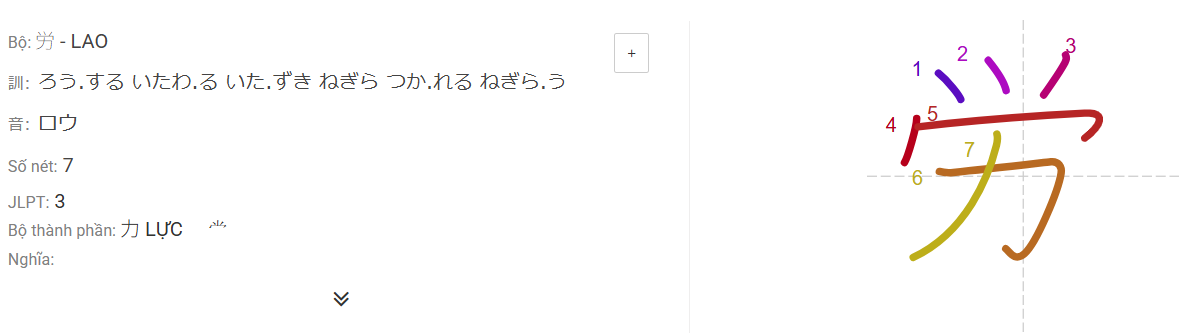 Bộ: 労 - LAO
+
訓: ろう.する いたわ.る いた.ずき ねぎら つか.れる ねぎら.う
音: ロウ
Số nét: 7
JLPT: 3
Bộ thành phần: 力 LỰC ⺍
Nghĩa:
1 2 3
4 5
6 7
労